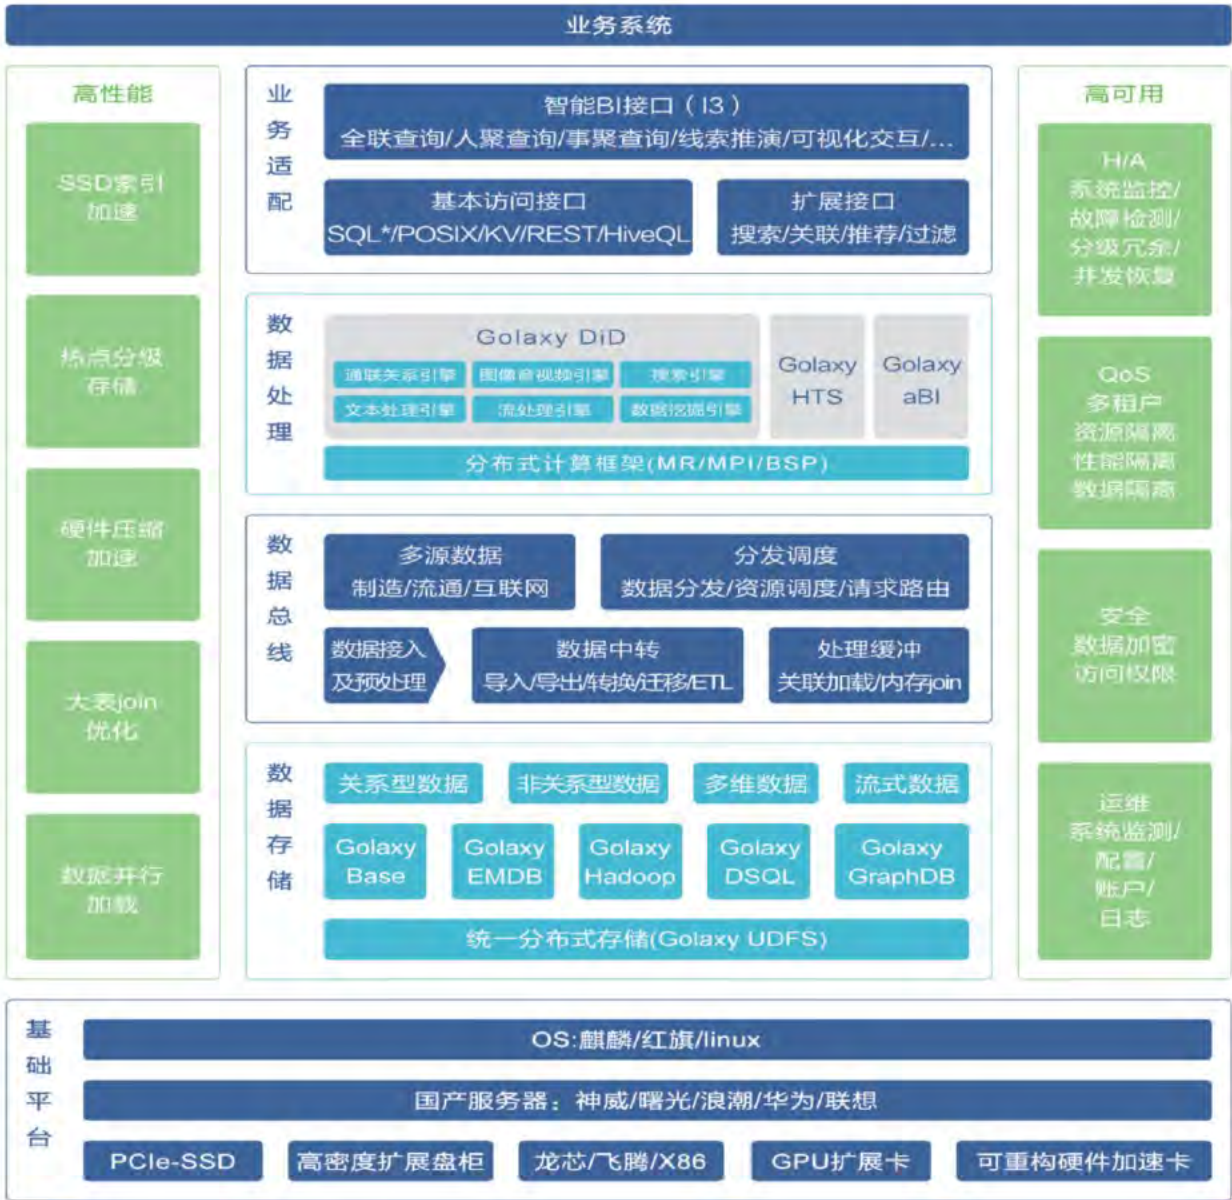 业务系统
高性能
SSD索引
加速
热点分级
存储
硬件压缩
加速
大表join
优化
数据并行
加载
业务适配
智能BI接口（I3）
全联查询/人聚查询/事聚查询/线索推演/可视化交互/...
基本访问接口
SQL*/POSIX/KV/REST/HiveQL
扩展接口
搜索/关联/推荐/过滤
数据处理
Golaxy DiD
通联关系引擎
图像音视频引擎
搜索引擎
文本处理引擎
流处理引擎
数据挖掘引擎
Golaxy
HTS
Golaxy
aBI
分布式计算框架(MR/MPI/BSP)
数据总线
多源数据
制造/流通/互联网
分发调度
数据分发/资源调度/请求路由
数据接入
及预处理
数据中转
导入/导出/转换/迁移/ETL
处理缓冲
关联加载/内存join
数据存储
关系型数据
非关系型数据
多维数据
流式数据
Golaxy
Base
Golaxy
EMDB
Golaxy
Hadoop
Golaxy
DSQL
Golaxy
GraphDB
统一分布式存储(Golaxy UDFS)
高可用
H/A
系统监控/
故障检测/
分级冗余/
并发恢复
QoS
多租户
资源隔离
性能隔离
数据隔离
安全
数据加密
访问权限
运维
系统监测/
配置/
账户/
日志
基础平台
OS:麒麟/红旗/linux
国产服务器：神威/曙光/浪潮/华为/联想
PCIe-SSD
高密度扩展盘柜
龙芯/飞腾/X86
GPU扩展卡
可重构硬件加速卡